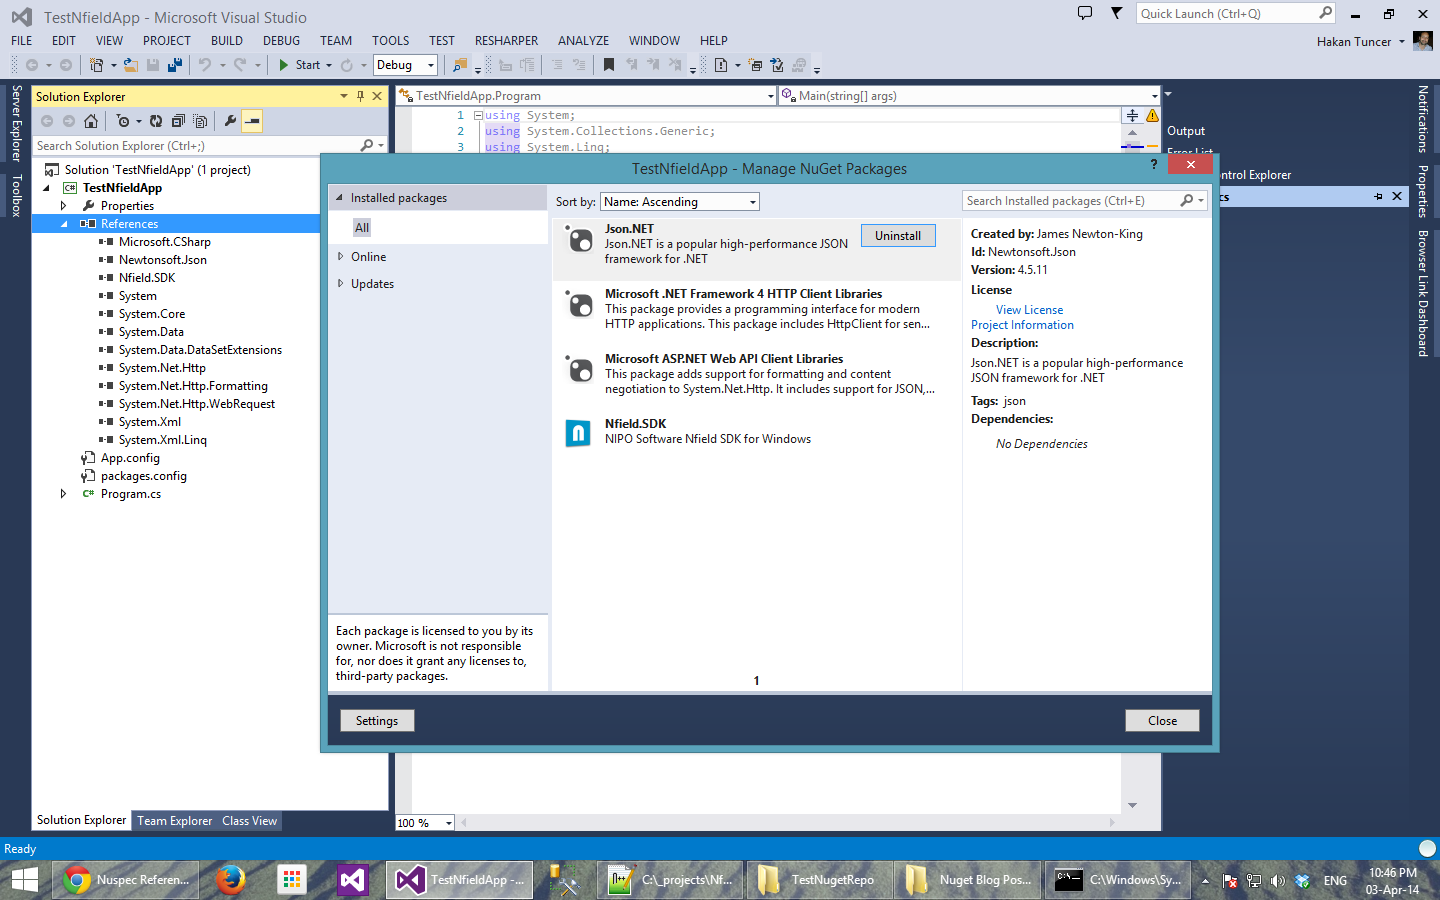 TestNfieldApp - Microsoft Visual Studio
Quick Launch (Ctrl+Q)
FILE EDIT VIEW PROJECT BUILD DEBUG TEAM TOOLS TEST RESHARPER ANALYZE WINDOW HELP
Hakan Tuncer
Start Debug
Server Explorer
Toolbox
Solution Explorer
Search Solution Explorer (Ctrl+;)
Solution 'TestNfieldApp' (1 project)
C# TestNfieldApp
Properties
References
Microsoft.CSharp
Newtonsoft.Json
Nfield.SDK
System
System.Core
System.Data
System.Data.DataSetExtensions
System.Net.Http
System.Net.Http.Formatting
System.Net.Http.WebRequest
System.Xml
System.Xml.Linq
App.config
packages.config
C# Program.cs
Solution Explorer Team Explorer Class View
TestNfieldApp.Program
Main(string[] args)
1 using System;
2 using System.Collections.Generic;
3 using System.Linq;
100 %
Output
Error List
ontrol Explorer
cs
Notifications
Properties
Browser Link Dashboard
TestNfieldApp - Manage NuGet Packages
?
Installed packages
All
Online
Updates
Each package is licensed to you by its
owner. Microsoft is not responsible
for, nor does it grant any licenses to,
third-party packages.
Sort by: Name: Ascending
Json.NET
Json.NET is a popular high-performance JSON
framework for .NET
Uninstall
Microsoft .NET Framework 4 HTTP Client Libraries
This package provides a programming interface for modern
HTTP applications. This package includes HttpClient for sen...
Microsoft ASP.NET Web API Client Libraries
This package adds support for formatting and content
negotiation to System.Net.Http. It includes support for JSON,...
n
Nfield.SDK
NIPO Software Nfield SDK for Windows
1
Search Installed packages (Ctrl+E)
Created by: James Newton-King
Id: Newtonsoft.Json
Version: 4.5.11
License
View License
Project Information
Description:
Json.NET is a popular high-performance
JSON framework for .NET
Tags: json
Dependencies:
No Dependencies
Settings
Close
Ready
Nuspec Referen...
TestNfieldApp -...
C:\_projects\Nf...
TestNugetRepo
Nuget Blog Pos...
C:\Windows\Sy...
ENG
10:46 PM
03-Apr-14